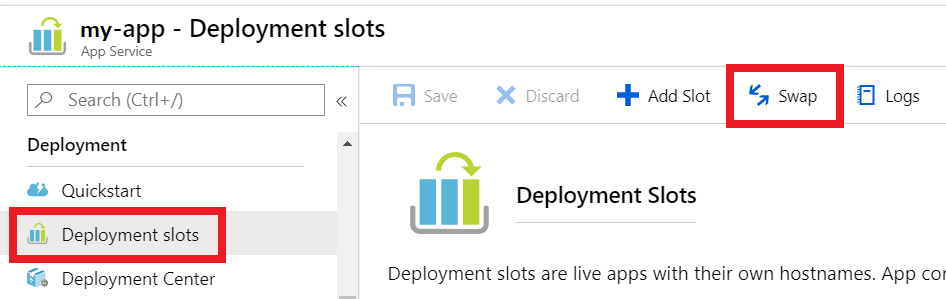 my-app - Deployment slots
App Service
Search (Ctrl+/)
«
Save
Discard
Add Slot
Swap
Logs
Deployment
Quickstart
Deployment slots
Deployment Center
Deployment Slots
Deployment slots are live apps with their own hostnames. App con